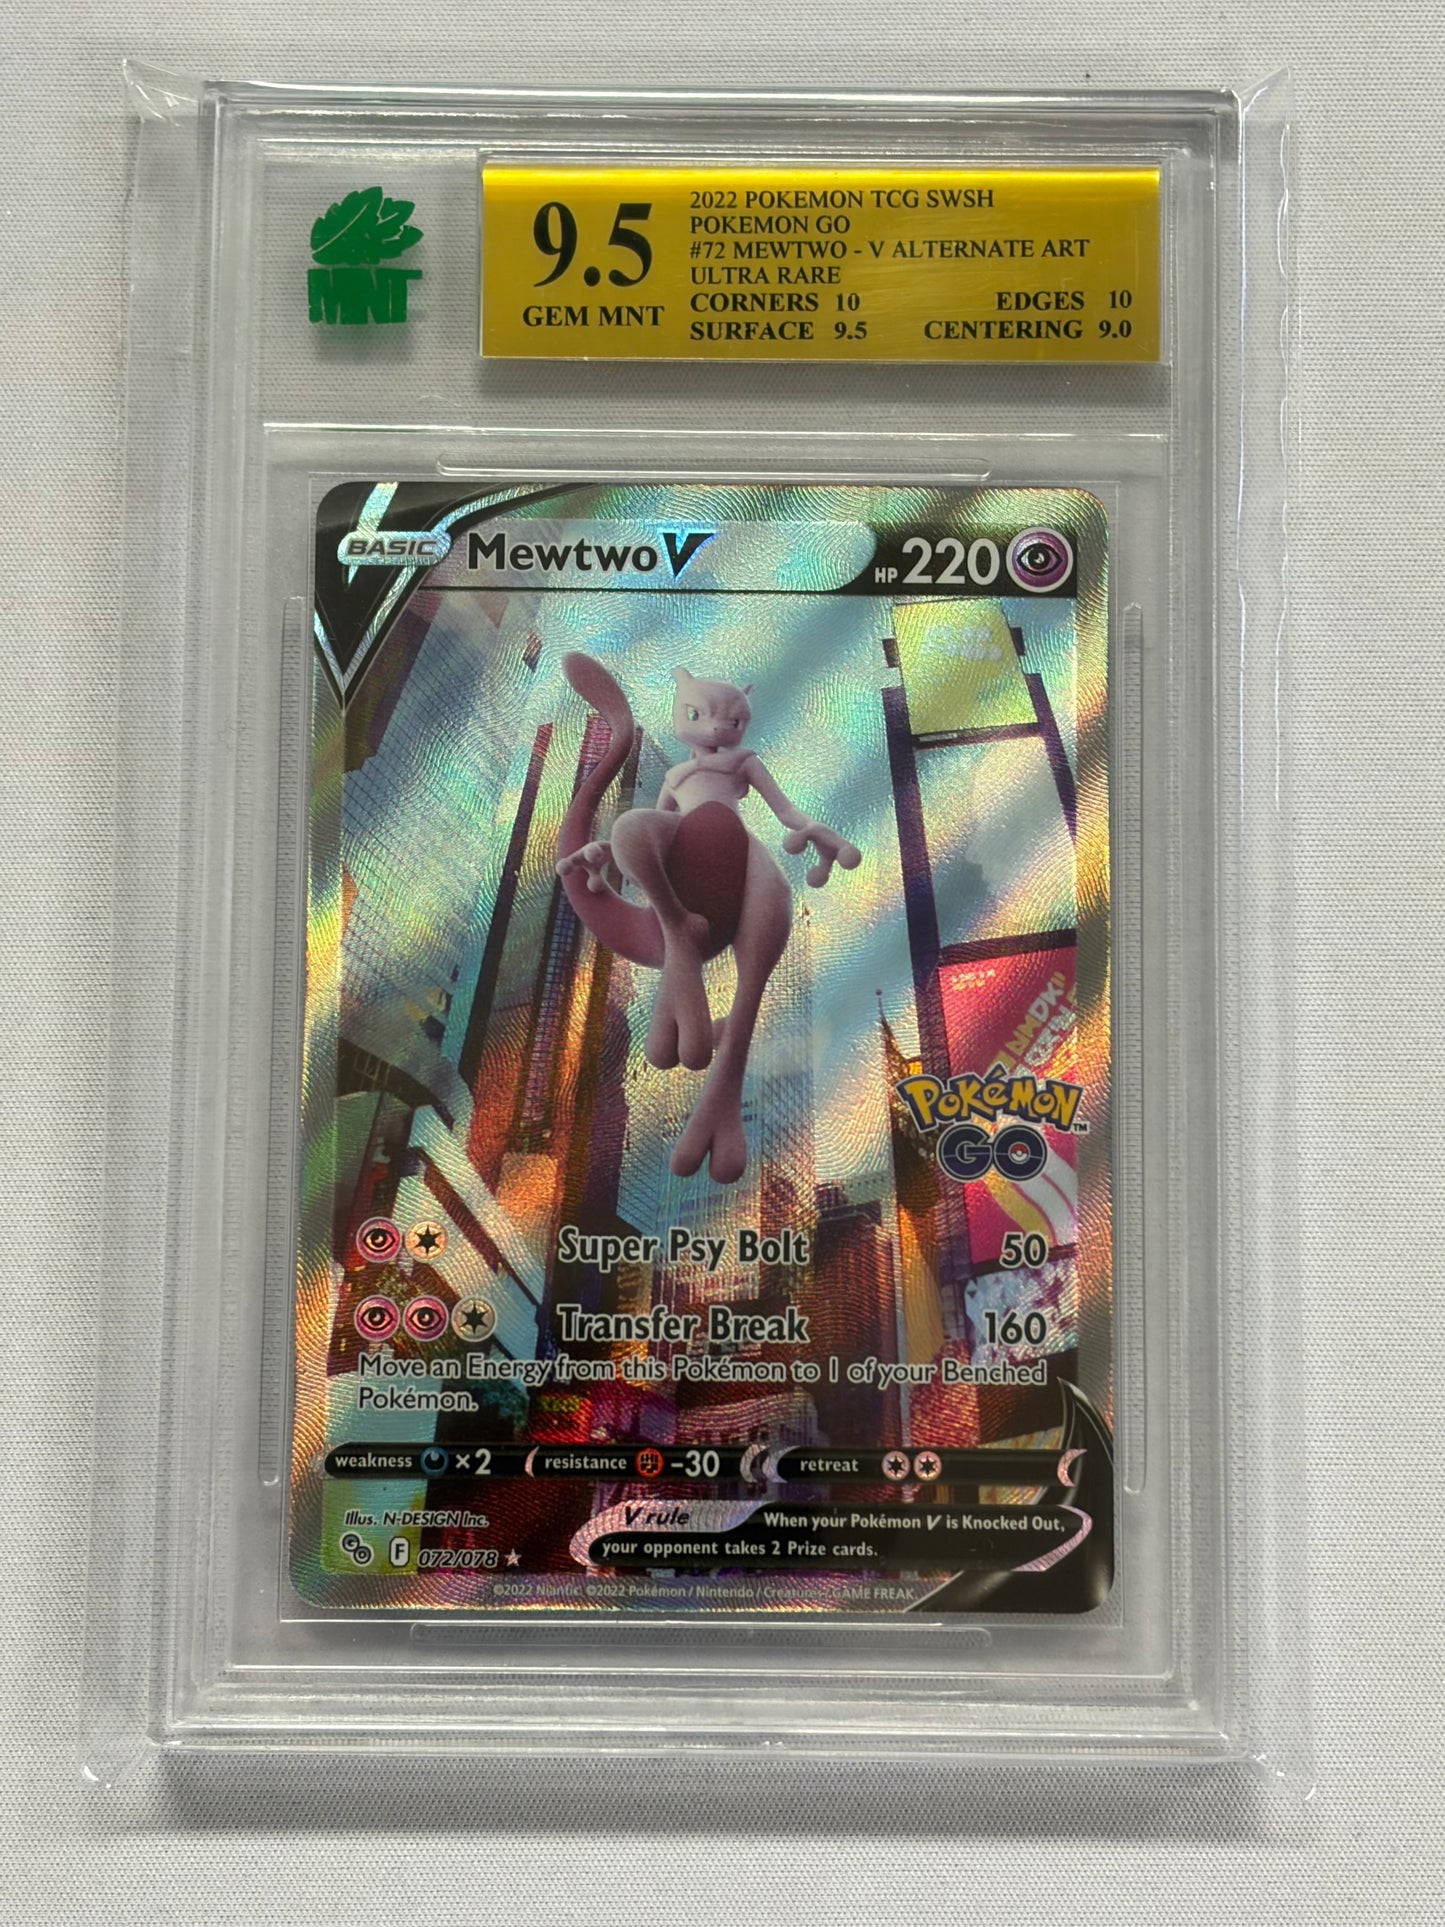 MNT
9.5
GEM MNT
2022 POKEMON TCG SWSH
POKEMON GO
#72 MEWTWO - V ALTERNATE ART
ULTRA RARE
CORNERS 10 EDGES 10
SURFACE 9.5 CENTERING 9.0
BASIC Mewtwo V HP 220
POKéMON TM
GO
Super Psy Bolt 50
Transfer Break 160
Move an Energy from this Pokémon to 1 of your Benched
Pokémon.
weakness ×2 resistance -30 retreat
Illus. N-DESIGN Inc.
V rule When your Pokémon V is Knocked Out,
your opponent takes 2 Prize cards.
GO F 072/078
©2022 Niantic ©2022 Pokémon / Nintendo / Creatures / GAME FREAK.